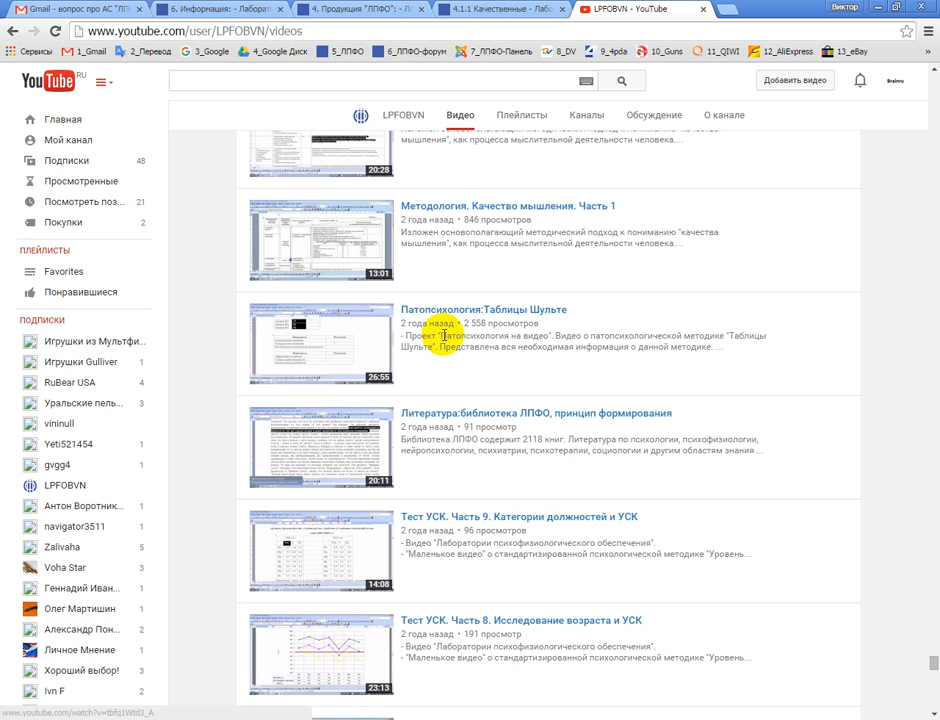 Gmail - вопрос про АС "ЛПФ
6. Информация: - Лаборато
4. Продукция "ЛПФО": - Ла
4.1.1 Качественные - Лабо
LPFOBVN - YouTube
Виктор
www.youtube.com/user/LPFOBVN/videos
Сервисы
1_Gmail
2_Перевод
3_Google
4_Google Диск
5_ЛПФО
6_ЛПФО-форум
7_ЛПФО-Панель
8_DV
9_4pda
10_Guns
11_QIWI
12_AliExpress
13_eBay
»
YouTube RU
Добавить видео
Brainru
Главная
Мой канал
Подписки 48
Просмотренные
Посмотреть поз... 21
Покупки 2
ПЛЕЙЛИСТЫ
Favorites
Понравившиеся
ПОДПИСКИ
Игрушки из Мультфи...
Игрушки Gulliver 1
RuBear USA 4
Уральские пель... 3
vininull
Yeti521454 1
gvgg4 1
LPFOBVN
Антон Воротник... 1
navigator3511 1
Zalivaha 5
Voha Star 1
Геннадий Иван... 1
Олег Мартишин 1
Александр Пон... 1
Личное Мнение 1
Хороший выбор! 3
Ivn F 2
LPFOBVN
Видео
Плейлисты
Каналы
Обсуждение
О канале
мышления", как процесса мыслительной деятельности человека....
20:28
Методология. Качество мышления. Часть 1
2 года назад • 846 просмотров
Изложен основополагающий методический подход к пониманию "качества
мышления", как процесса мыслительной деятельности человека....
13:01
Патопсихология:Таблицы Шульте
2 года назад • 2 558 просмотров
- Проект "Патопсихология на видео". Видео о патопсихологической методике "Таблицы
Шульте". Представлена вся необходимая информация о данной методике. ...
26:55
Литература:библиотека ЛПФО, принцип формирования
2 года назад • 91 просмотр
Библиотека ЛПФО содержит 2118 книг. Литература по психологии, психофизиологии,
нейропсихологии, психиатрии, психотерапии, социологии и другим областям знания ...
20:11
Тест УСК. Часть 9. Категории должностей и УСК
2 года назад • 96 просмотров
- Видео "Лаборатории психофизиологического обеспечения".
- "Маленькое видео" о стандартизированной психологической методике "Уровень...
14:08
Тест УСК. Часть 8. Исследование возраста и УСК
2 года назад • 191 просмотр
- Видео "Лаборатории психофизиологического обеспечения".
- "Маленькое видео" о стандартизированной психологической методике "Уровень...
23:13
www.youtube.com/watch?v=tbfq1Wtd3_A